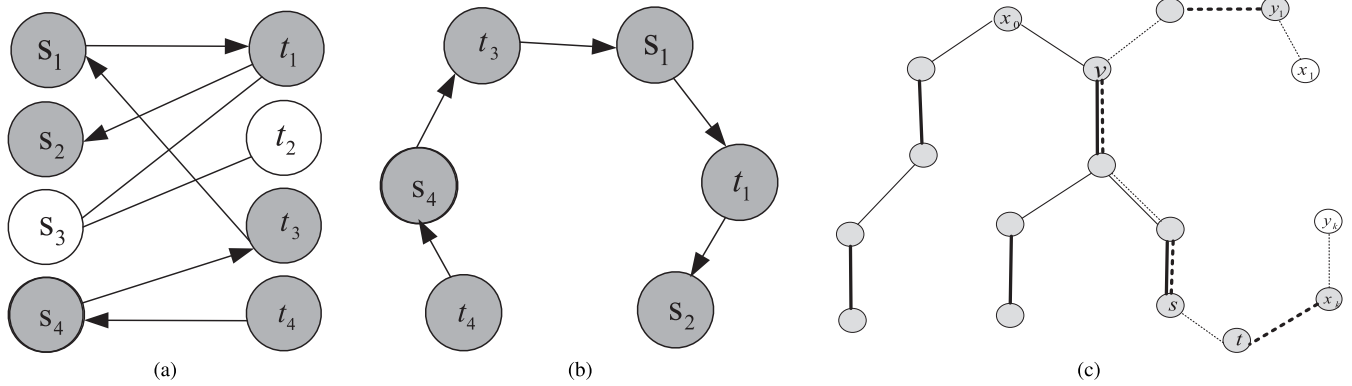 s1 t1
s2 t2
s3 t3
s4 t4
(a)
t3 s1
s4 t1
t4 s2
(b)
x0 y1
v x1
yk
s xk
t
(c)